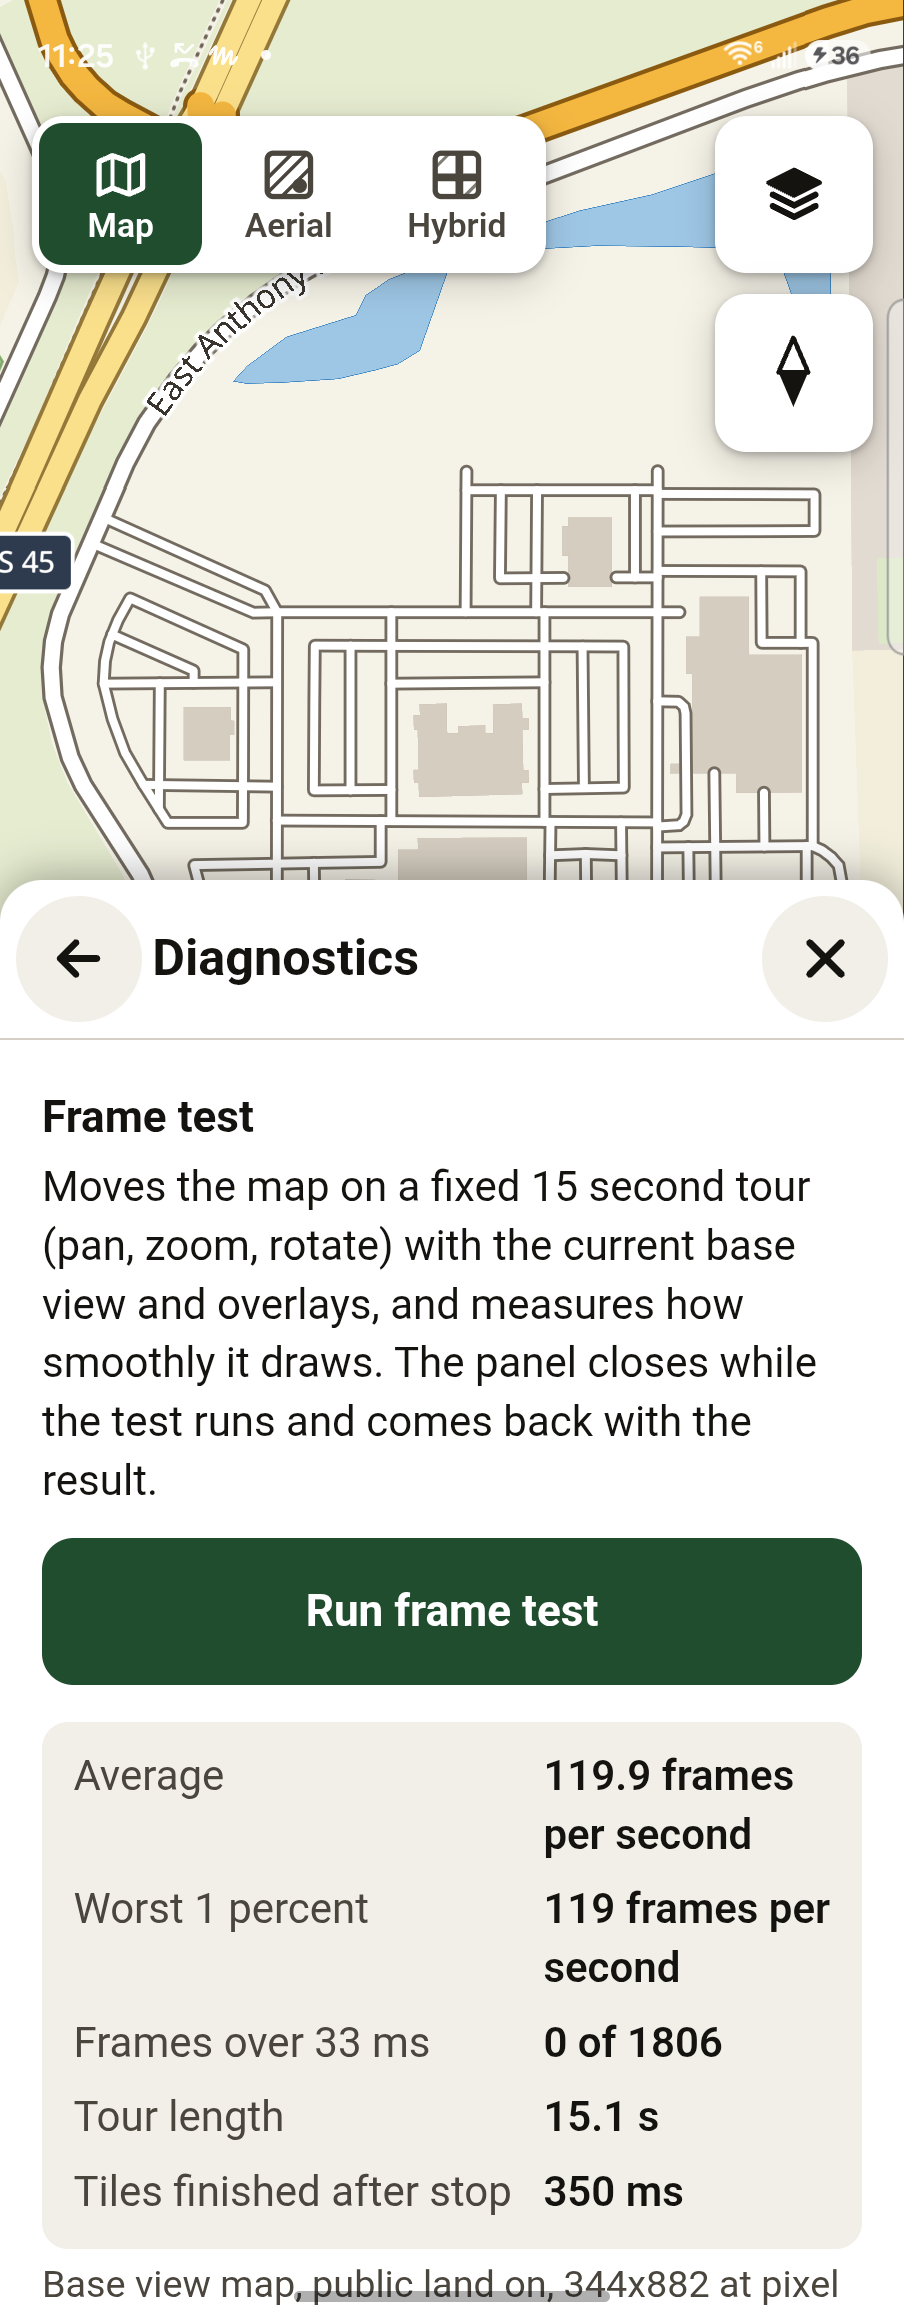 11:25
6
36
Map
Aerial
Hybrid
East Anthony
S 45
Diagnostics
Frame test
Moves the map on a fixed 15 second tour
(pan, zoom, rotate) with the current base
view and overlays, and measures how
smoothly it draws. The panel closes while
the test runs and comes back with the
result.
Run frame test
Average 119.9 frames
per second
Worst 1 percent 119 frames per
second
Frames over 33 ms 0 of 1806
Tour length 15.1 s
Tiles finished after stop 350 ms
Base view map, public land on, 344x882 at pixel